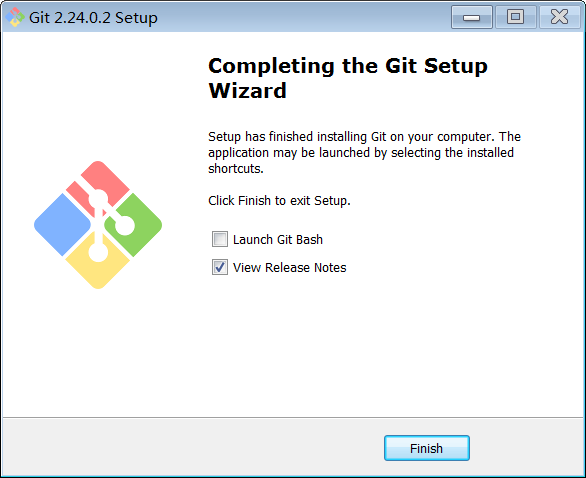 Git 2.24.0.2 Setup
Completing the Git Setup
Wizard
Setup has finished installing Git on your computer. The
application may be launched by selecting the installed
shortcuts.
Click Finish to exit Setup.
Launch Git Bash
View Release Notes
Finish